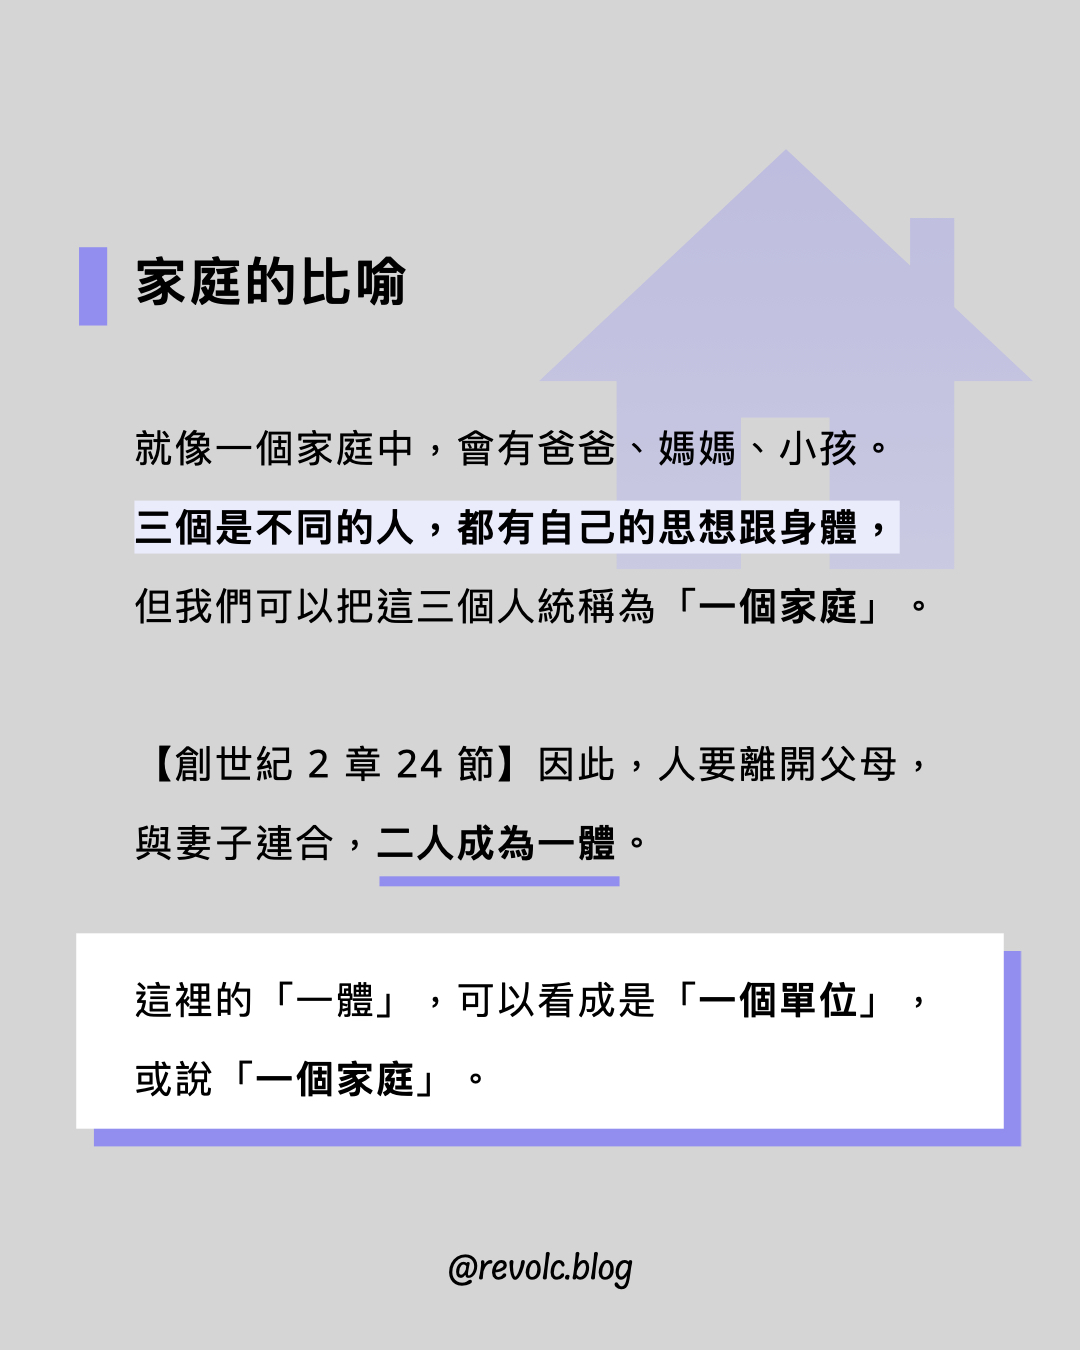 家庭的比喻
就像一個家庭中，會有爸爸、媽媽、小孩。
三個是不同的人，都有自己的思想跟身體，
但我們可以把這三個人統稱為「一個家庭」。
【創世紀 2 章 24 節】因此，人要離開父母，
與妻子連合，二人成為一體。
這裡的「一體」，可以看成是「一個單位」，
或說「一個家庭」。
@revolc.blog